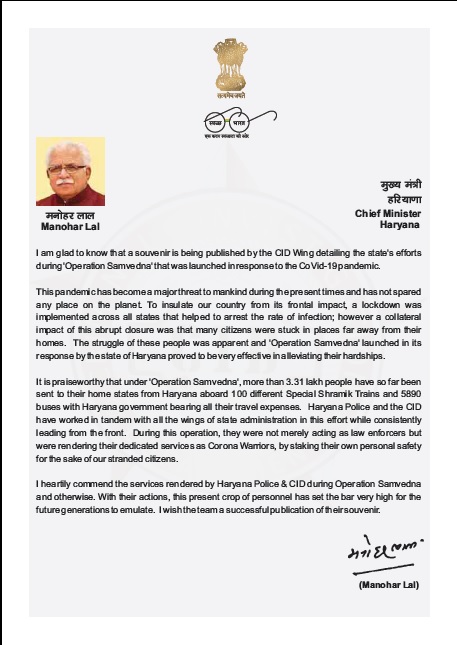 सत्यमेव जयते
स्वच्छ भारत
एक कदम स्वच्छता की ओर
मनोहर लाल
Manohar Lal
मुख्य मंत्री
हरियाणा
Chief Minister
Haryana
I am glad to know that a souvenir is being published by the CID Wing detailing the state's efforts
during 'Operation Samvedna' that was launched in response to the CoVid-19 pandemic.
This pandemic has become a major threat to mankind during the present times and has not spared
any place on the planet. To insulate our country from its frontal impact, a lockdown was
implemented across all states that helped to arrest the rate of infection; however a collateral
impact of this abrupt closure was that many citizens were stuck in places far away from their
homes. The struggle of these people was apparent and 'Operation Samvedna' launched in its
response by the state of Haryana proved to be very effective in alleviating their hardships.
It is praiseworthy that under 'Operation Samvedna', more than 3.31 lakh people have so far been
sent to their home states from Haryana aboard 100 different Special Shramik Trains and 5890
buses with Haryana government bearing all their travel expenses. Haryana Police and the CID
have worked in tandem with all the wings of state administration in this effort while consistently
leading from the front. During this operation, they were not merely acting as law enforcers but
were rendering their dedicated services as Corona Warriors, by staking their own personal safety
for the sake of our stranded citizens.
I heartily commend the services rendered by Haryana Police & CID during Operation Samvedna
and otherwise. With their actions, this present crop of personnel has set the bar very high for the
future generations to emulate. I wish the team a successful publication of their souvenir.
मनोहर लाल
(Manohar Lal)